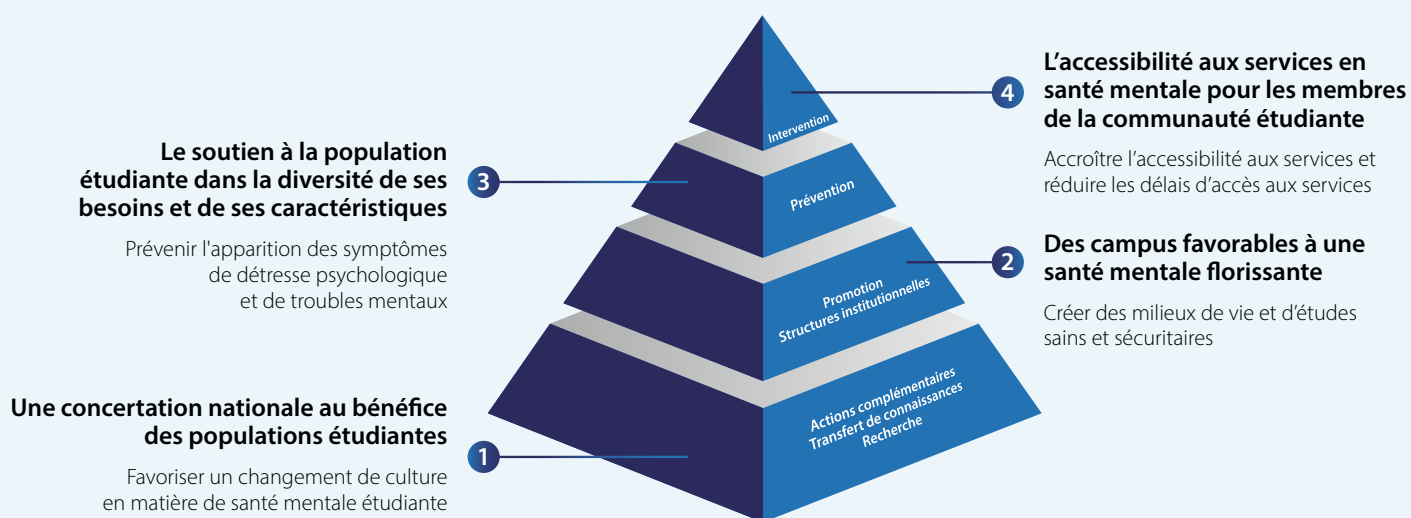 L’accessibilité aux services en
santé mentale pour les membres
de la communauté étudiante
Accroître l’accessibilité aux services et
réduire les délais d’accès aux services
4
Intervention
Le soutien à la population
étudiante dans la diversité de ses
besoins et de ses caractéristiques
Prévenir l'apparition des symptômes
de détresse psychologique
et de troubles mentaux
3
Prévention
Des campus favorables à une
santé mentale florissante
Créer des milieux de vie et d’études
sains et sécuritaires
2
Promotion
Structures institutionnelles
Une concertation nationale au bénéfice
des populations étudiantes
Favoriser un changement de culture
en matière de santé mentale étudiante
1
Actions complémentaires
Transfert de connaissances
Recherche